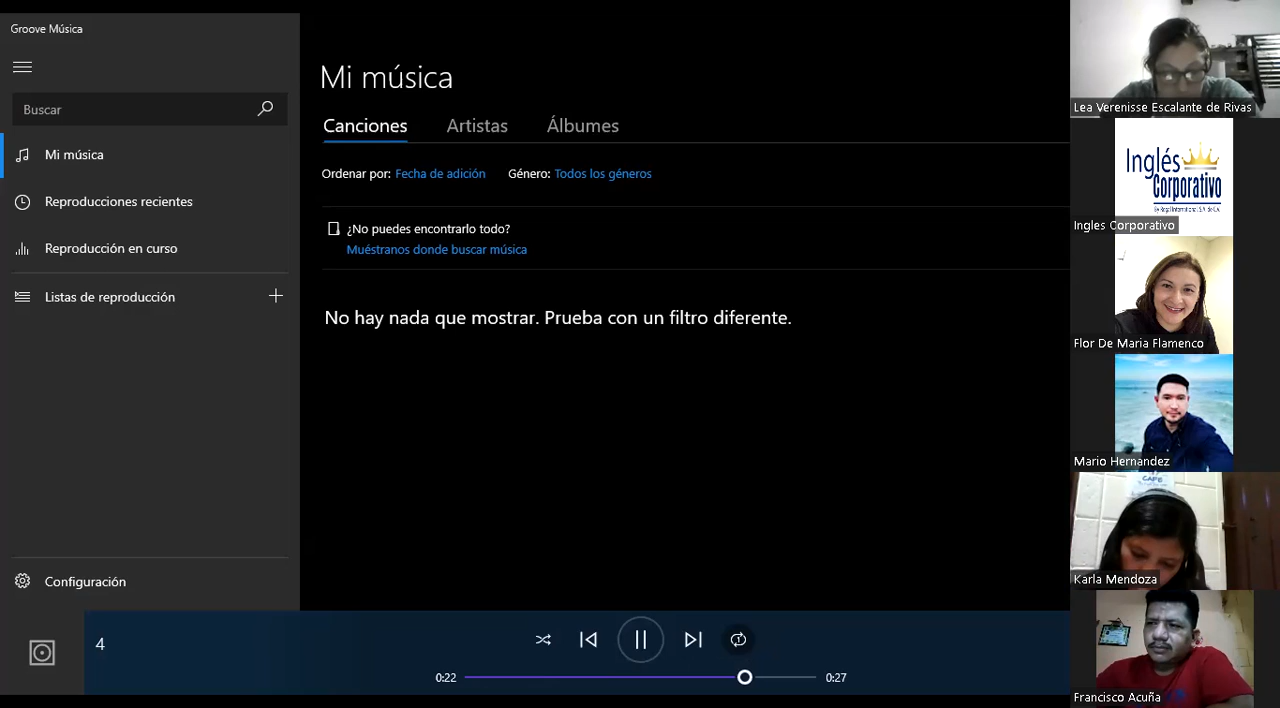 Groove Música
Buscar
Mi música
Reproducciones recientes
Reproducción en curso
Listas de reproducción
Configuración
Mi música
Canciones Artistas Álbumes
Ordenar por: Fecha de adición Género: Todos los géneros
¿No puedes encontrarlo todo?
Muéstranos donde buscar música
No hay nada que mostrar. Prueba con un filtro diferente.
4
0:22 0:27
Lea Verenisse Escalante de Rivas
Inglés
Corporativo
Ingles Corporativo
Flor De Maria Flamenco
Mario Hernández
CAFE
Karla Mendoza
Francisco Acuña